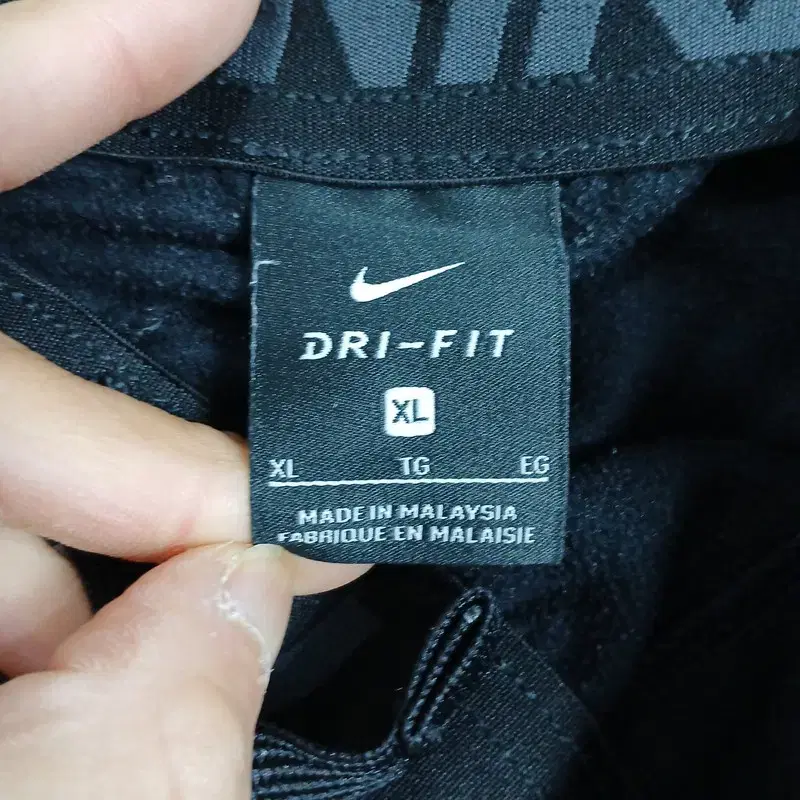 DRI-FIT
XL
XL TG EG
MADE IN MALAYSIA
FABRIQUE EN MALAISIE